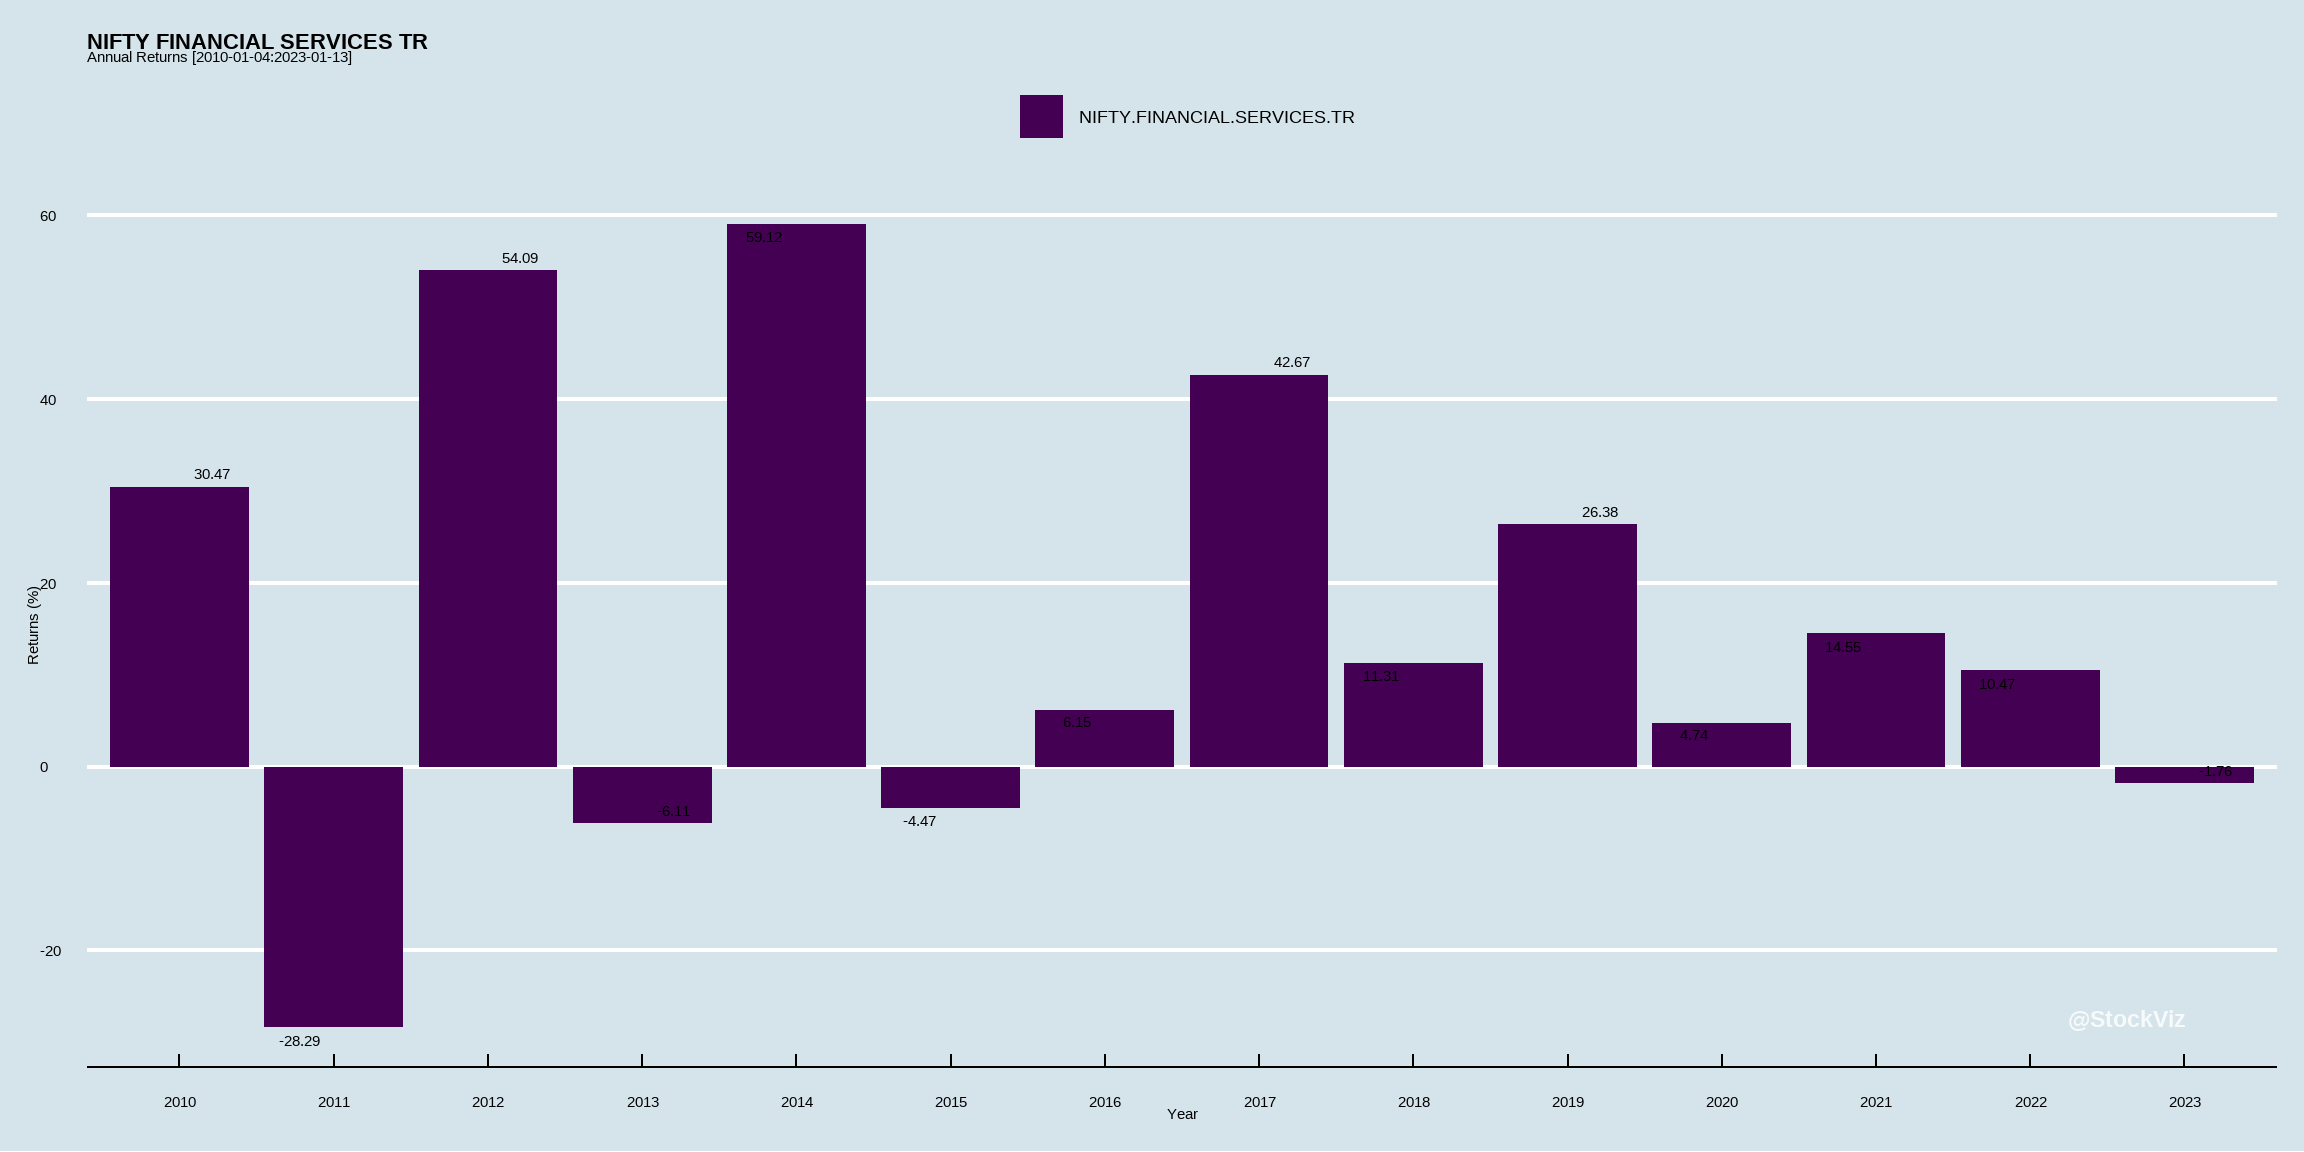 NIFTY FINANCIAL SERVICES TR
Annual Returns [2010-01-04:2023-01-13]
NIFTY.FINANCIAL.SERVICES.TR
60
40
20
0
-20
Returns (%)
30.47
-28.29
54.09
-6.11
59.12
-4.47
6.15
42.67
11.31
26.38
4.74
14.55
10.47
-1.76
@StockViz
2010 2011 2012 2013 2014 2015 2016 2017 2018 2019 2020 2021 2022 2023
Year